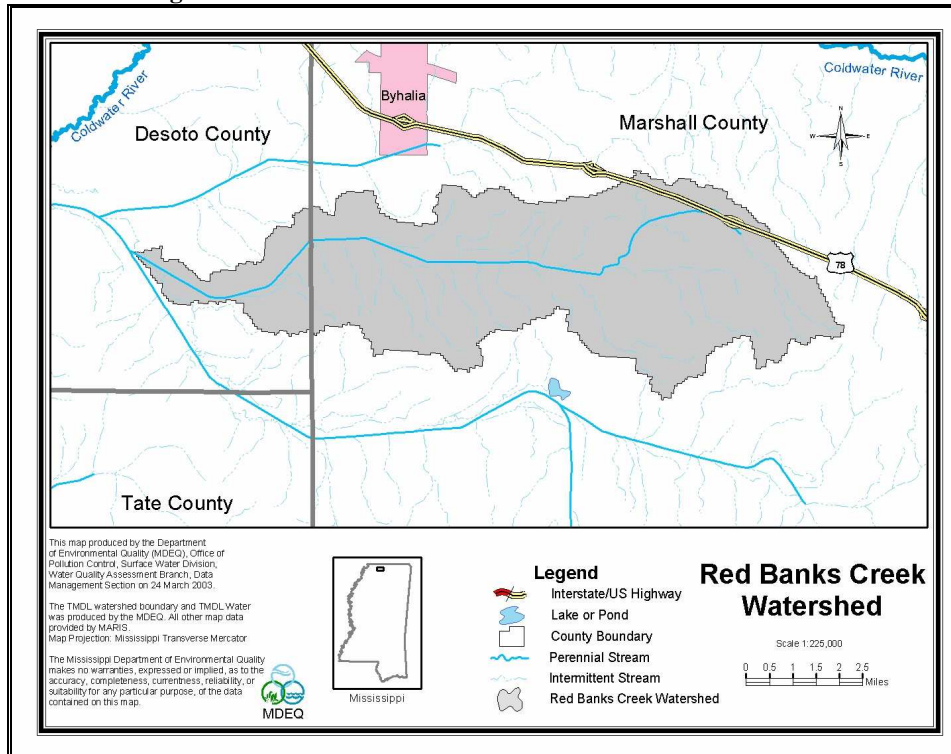 Coldwater River
Desoto County
Byhalia
Marshall County
Coldwater River
N
W
E
S
78
Tate County
This map produced by the Department
of Environmental Quality (MDEQ), Office of
Pollution Control, Surface Water Division,
Water Quality Assessment Branch, Data
Management Section on 24 March 2003.
The TMDL watershed boundary and TMDL Water
was produced by the MDEQ. All other map data
provided by MARIS.
Map Projection: Mississippi Transverse Mercator
The Mississippi Department of Environmental Quality
makes no warranties, expressed or implied, as to the
accuracy, completeness, currentness, reliability, or
suitability for any particular purpose, of the data
contained on this map.
MDEQ
Mississippi
Legend
Interstate/US Highway
Lake or Pond
County Boundary
Perennial Stream
Intermittent Stream
Red Banks Creek Watershed
Red Banks Creek
Watershed
Scale 1:225,000
0 0.5 1 1.5 2 2.5
Miles